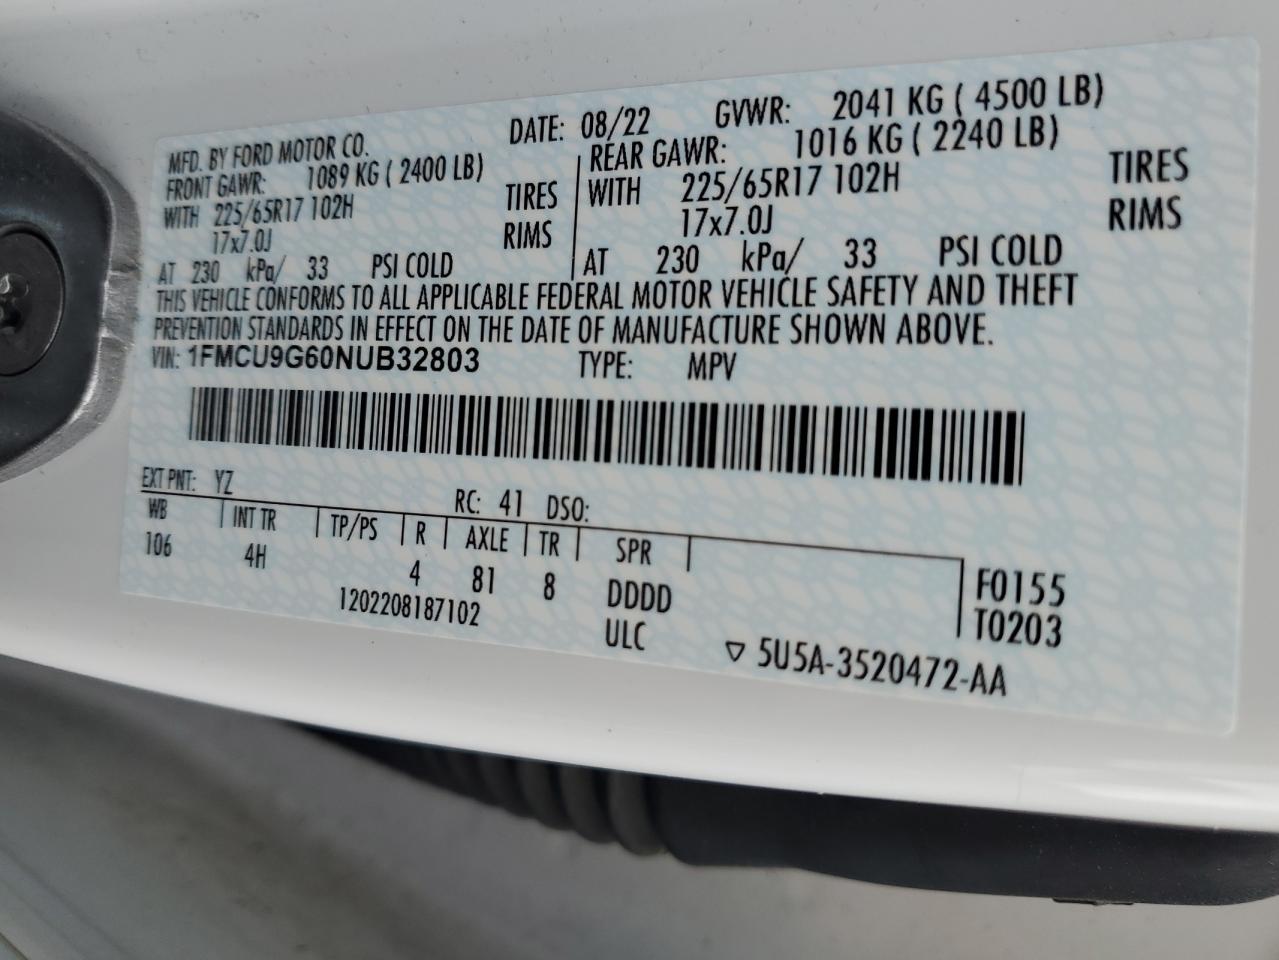 MFD. BY FORD MOTOR CO. DATE: 08/22 GVWR: 2041 KG ( 4500 LB)
FRONT GAWR: 1089 KG ( 2400 LB) REAR GAWR: 1016 KG ( 2240 LB)
WITH 225/65R17 102H TIRES WITH 225/65R17 102H TIRES
17x7.0J RIMS 17x7.0J RIMS
AT 230 kPa/ 33 PSI COLD AT 230 kPa/ 33 PSI COLD
THIS VEHICLE CONFORMS TO ALL APPLICABLE FEDERAL MOTOR VEHICLE SAFETY AND THEFT
PREVENTION STANDARDS IN EFFECT ON THE DATE OF MANUFACTURE SHOWN ABOVE.
VIN: 1FMCU9G60NUB32803 TYPE: MPV
EXT PNT: YZ RC: 41 DSO:
WB INT TR TP/PS R AXLE TR SPR
106 4H 4 81 8 DDDD F0155
1202208187102 ULC T0203
▽ 5U5A-3520472-AA